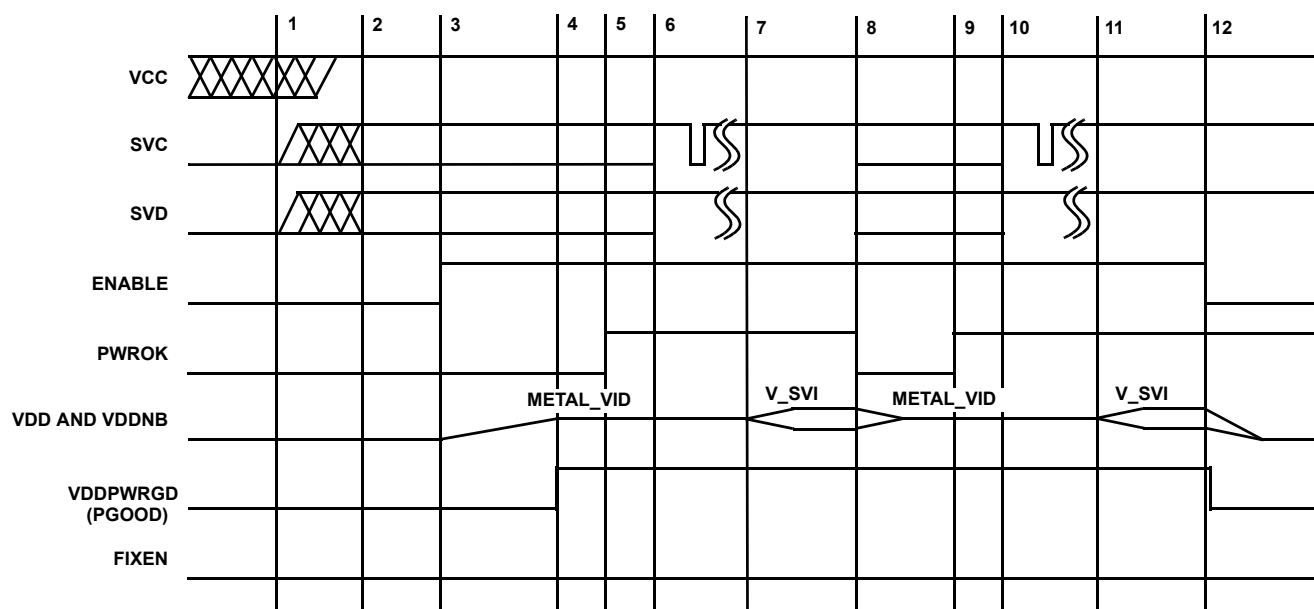 1 2 3 4 5 6 7 8 9 10 11 12
VCC
SVC
SVD
ENABLE
PWROK
METAL_VID V_SVI METAL_VID V_SVI
VDD AND VDDNB
VDDPWRGD
(PGOOD)
FIXEN